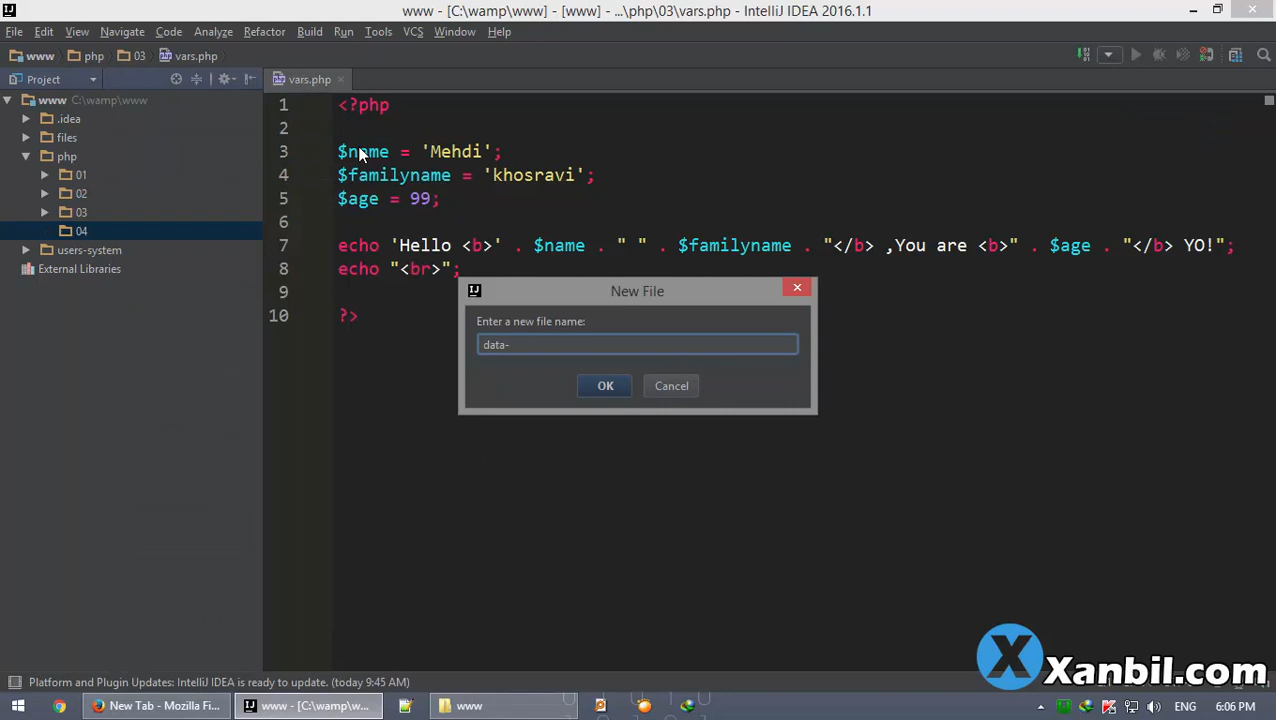 www - [C:\wamp\www] - [www] - ...\php\03\vars.php - IntelliJ IDEA 2016.1.1
File Edit View Navigate Code Analyze Refactor Build Run Tools VCS Window Help
www php 03 vars.php
Project
vars.php
www C:\wamp\www
.idea
files
php
01
02
03
04
users-system
External Libraries
1 <?php
2
3 $name = 'Mehdi';
4 $familyname = 'khosravi';
5 $age = 99;
6
7 echo 'Hello <b>' . $name . " " . $familyname . "</b> ,You are <b>" . $age . "</b> YO!";
8 echo "<br>";
9
10 ?>
New File
Enter a new file name:
data-
OK Cancel
X Xanbil.com
Platform and Plugin Updates: IntelliJ IDEA is ready to update. (today 9:45 AM)
New Tab - Mozilla Fi... www - [C:\wamp\w... www ENG 6:06 PM